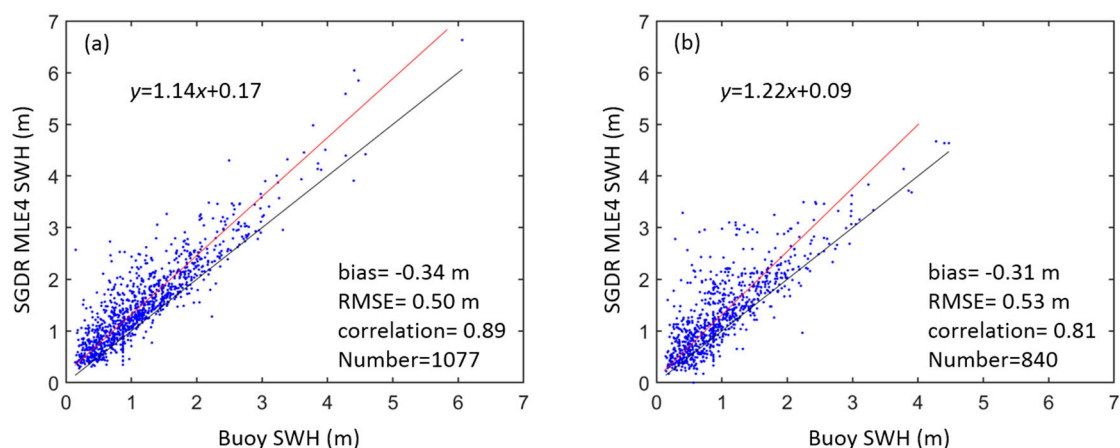 (a)
y=1.14x+0.17
bias= -0.34 m
RMSE= 0.50 m
correlation= 0.89
Number=1077
SGDR MLE4 SWH (m)
7
6
5
4
3
2
1
0
0 1 2 3 4 5 6 7
Buoy SWH (m)
(b)
y=1.22x+0.09
bias= -0.31 m
RMSE= 0.53 m
correlation= 0.81
Number=840
SGDR MLE4 SWH (m)
7
6
5
4
3
2
1
0
0 1 2 3 4 5 6 7
Buoy SWH (m)